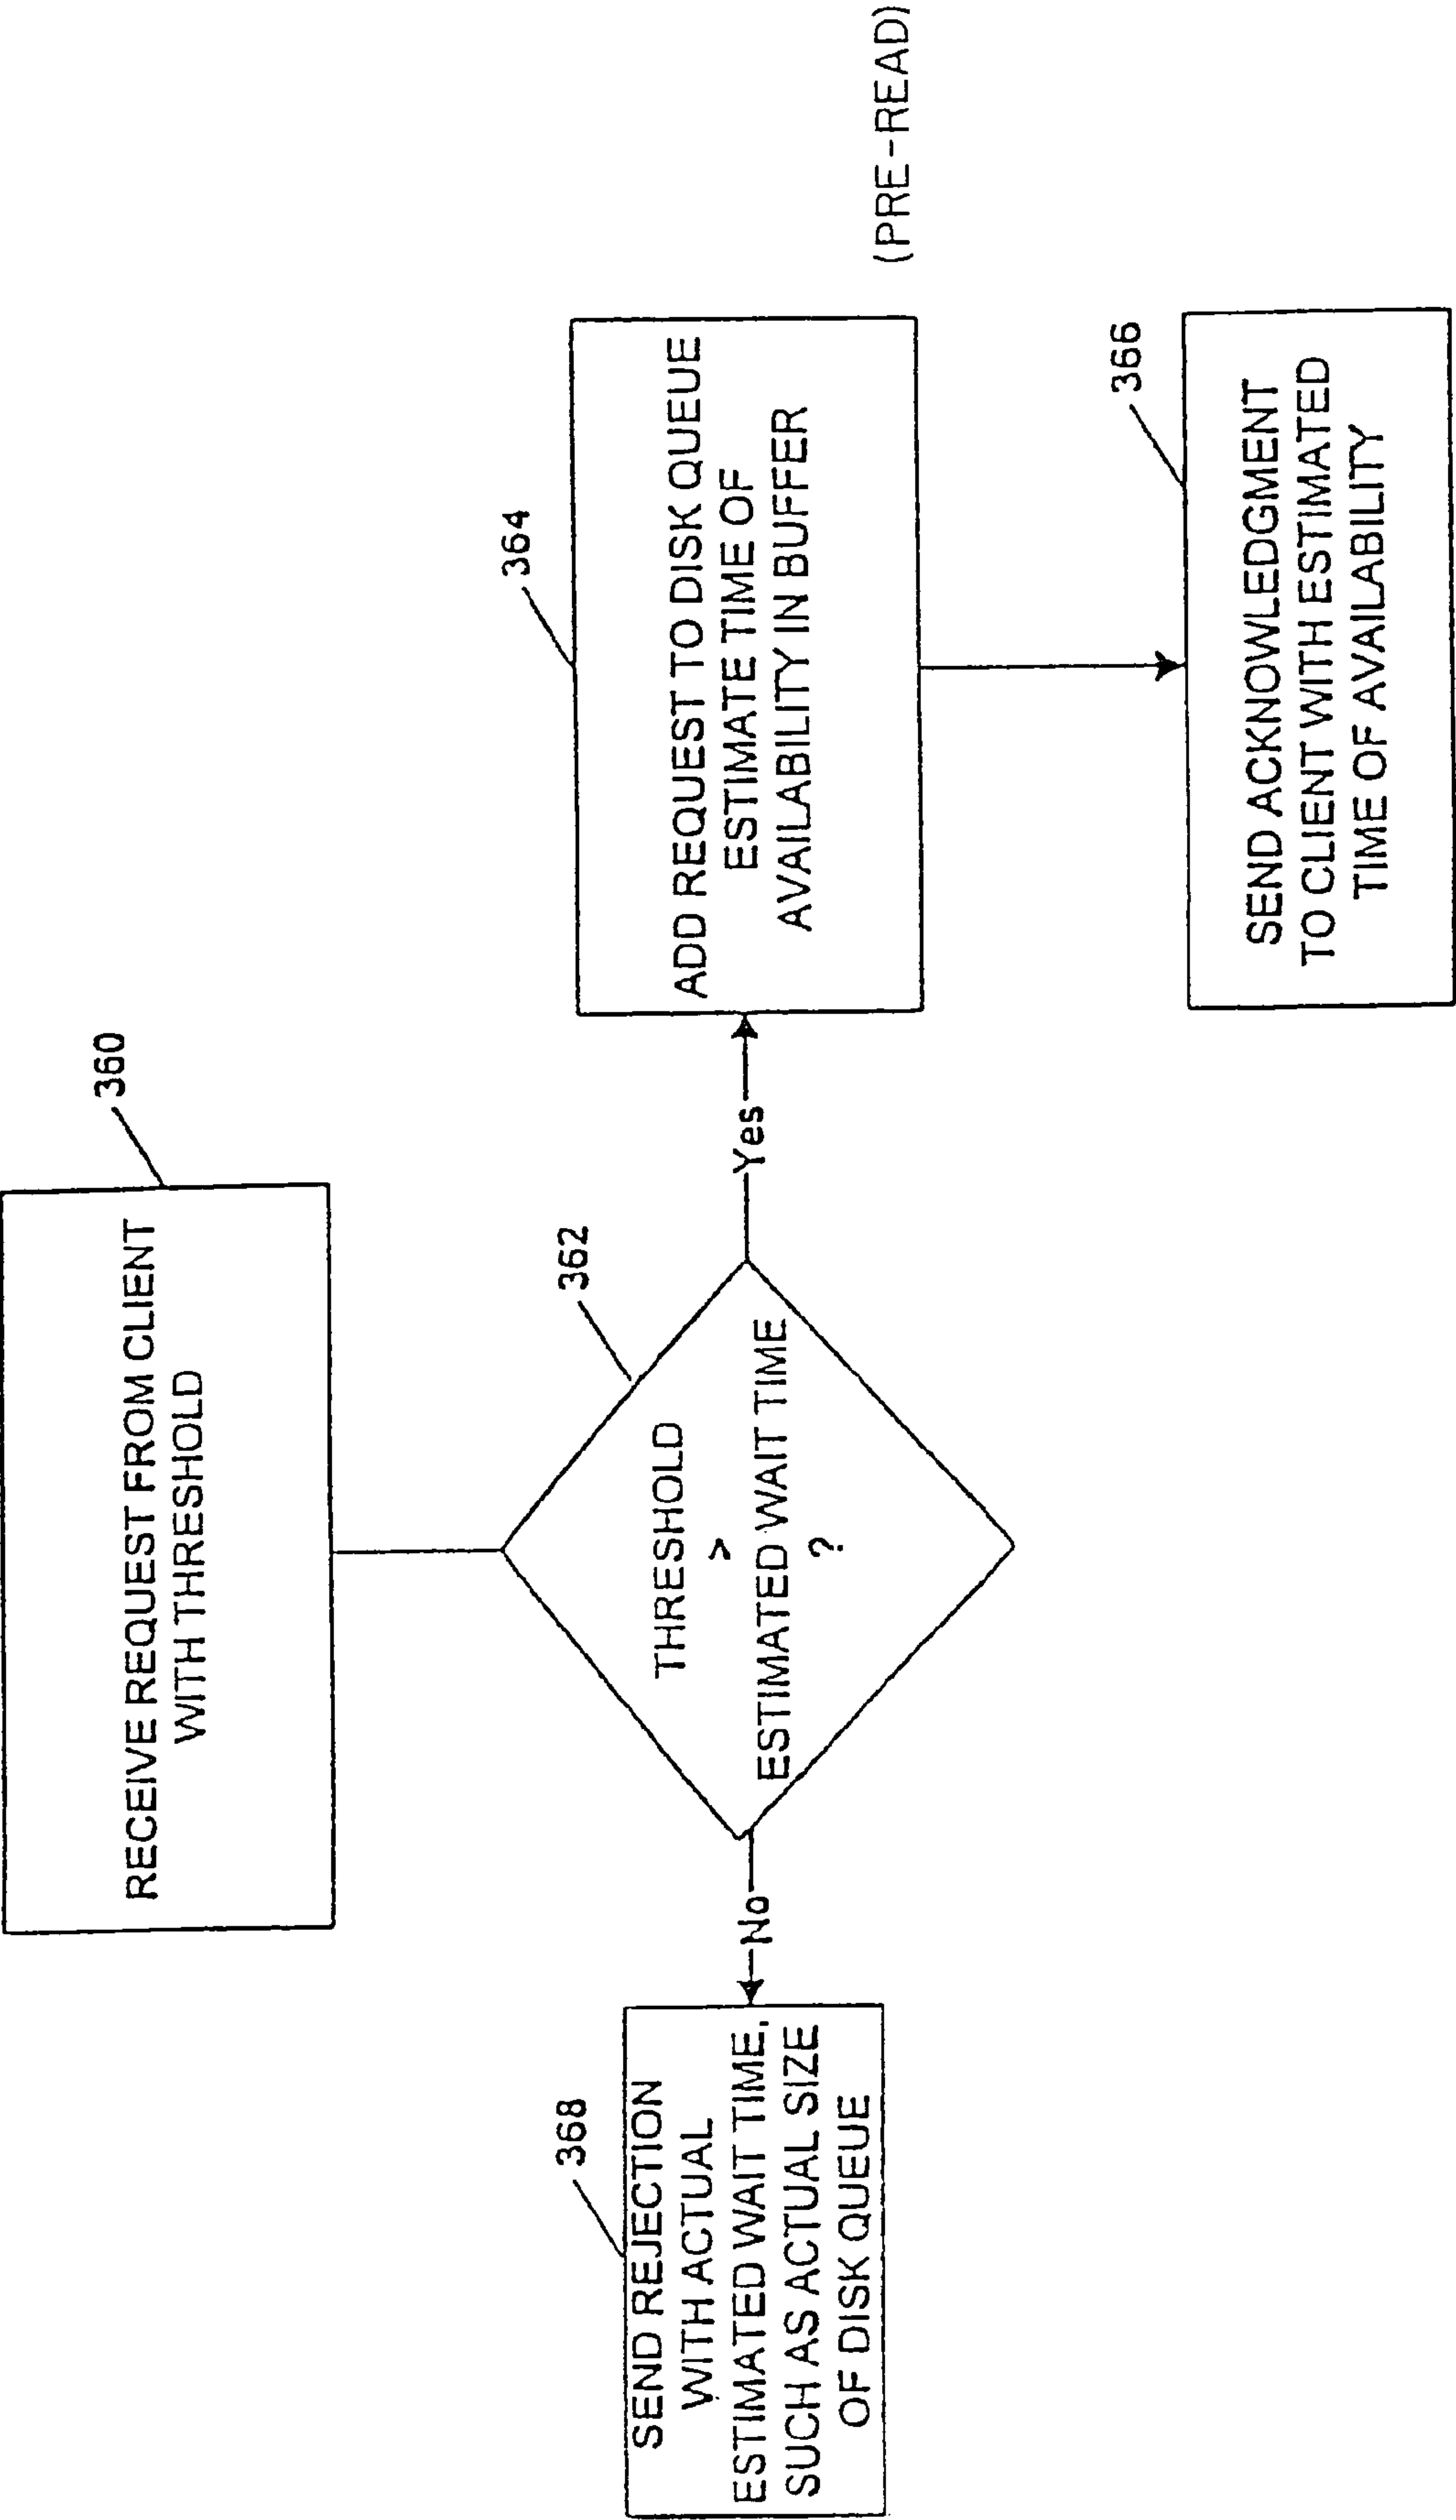 360
RECEIVE REQUEST FROM CLIENT
WITH THRESHOLD
362
THRESHOLD
>
ESTIMATED WAIT TIME
?
No
Yes
368
SEND REJECTION
WITH ACTUAL
ESTIMATED WAIT TIME,
SUCH AS ACTUAL SIZE
OF DISK QUEUE
364
ADD REQUEST TO DISK QUEUE
ESTIMATE TIME OF
AVAILABILITY IN BUFFER
(PRE-READ)
366
SEND ACKNOWLEDGMENT
TO CLIENT WITH ESTIMATED
TIME OF AVAILABILITY